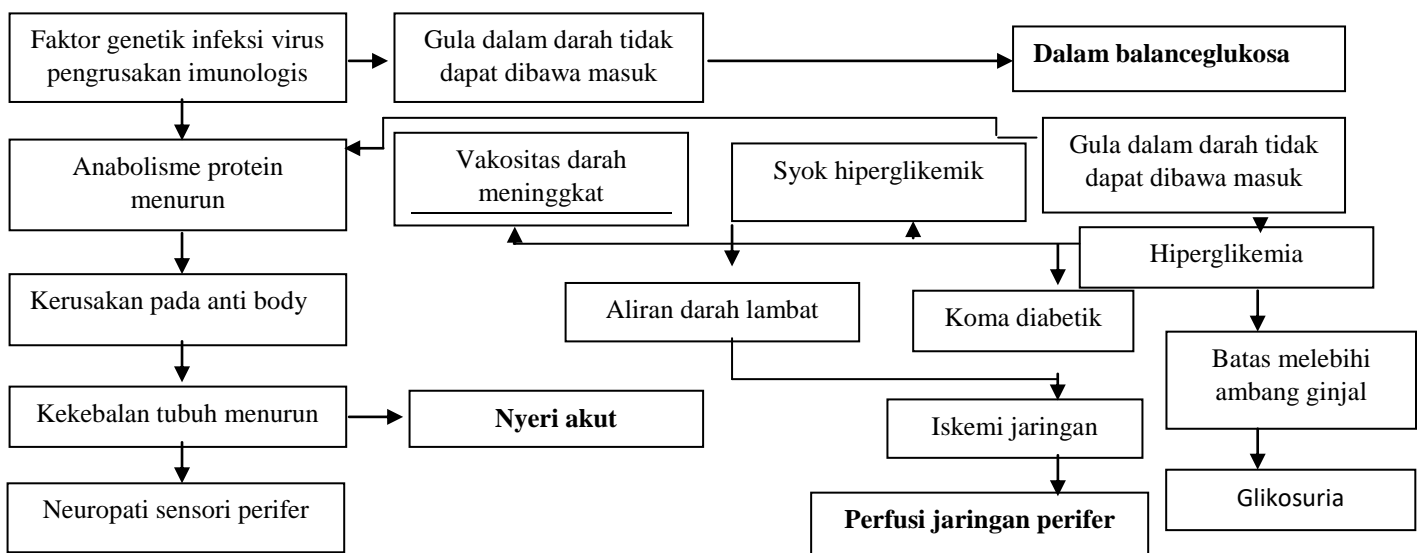 Faktor genetik infeksi virus
pengrusakan imunologis
Gula dalam darah tidak
dapat dibawa masuk
Dalam balanceglukosa
Anabolisme protein
menurun
Vakositas darah
meninggkat
Syok hiperglikemik
Gula dalam darah tidak
dapat dibawa masuk
Hiperglikemia
Kerusakan pada anti body
Aliran darah lambat
Koma diabetik
Batas melebihi
ambang ginjal
Kekebalan tubuh menurun
Nyeri akut
Iskemi jaringan
Neuropati sensori perifer
Perfusi jaringan perifer
Glikosuria